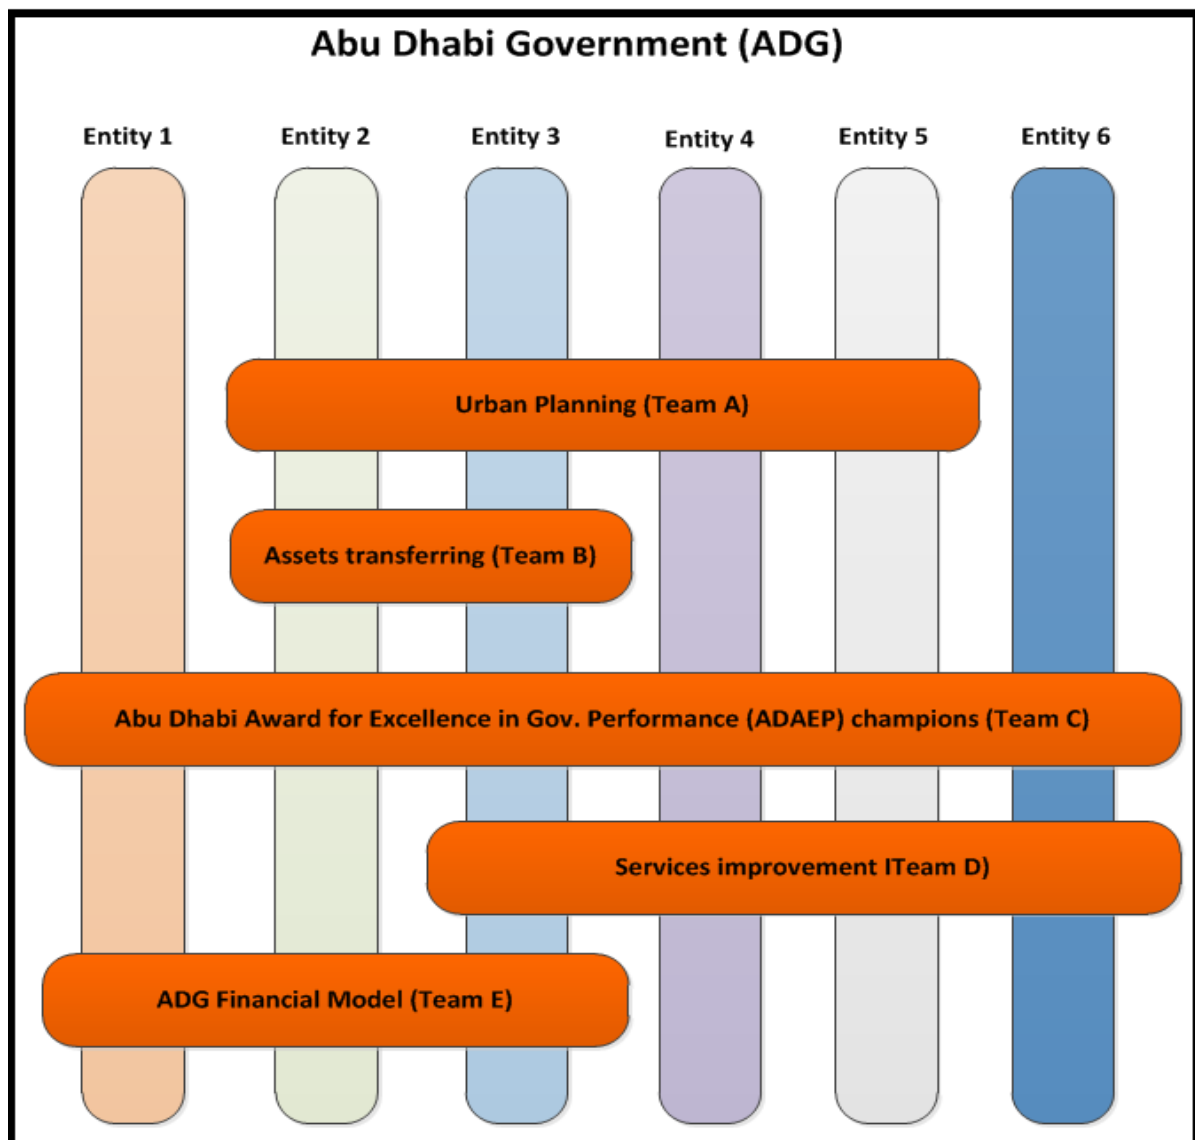 Abu Dhabi Government (ADG)
Entity 1
Entity 2
Entity 3
Entity 4
Entity 5
Entity 6
Urban Planning (Team A)
Assets transferring (Team B)
Abu Dhabi Award for Excellence in Gov. Performance (ADAEP) champions (Team C)
Services improvement ITeam D)
ADG Financial Model (Team E)